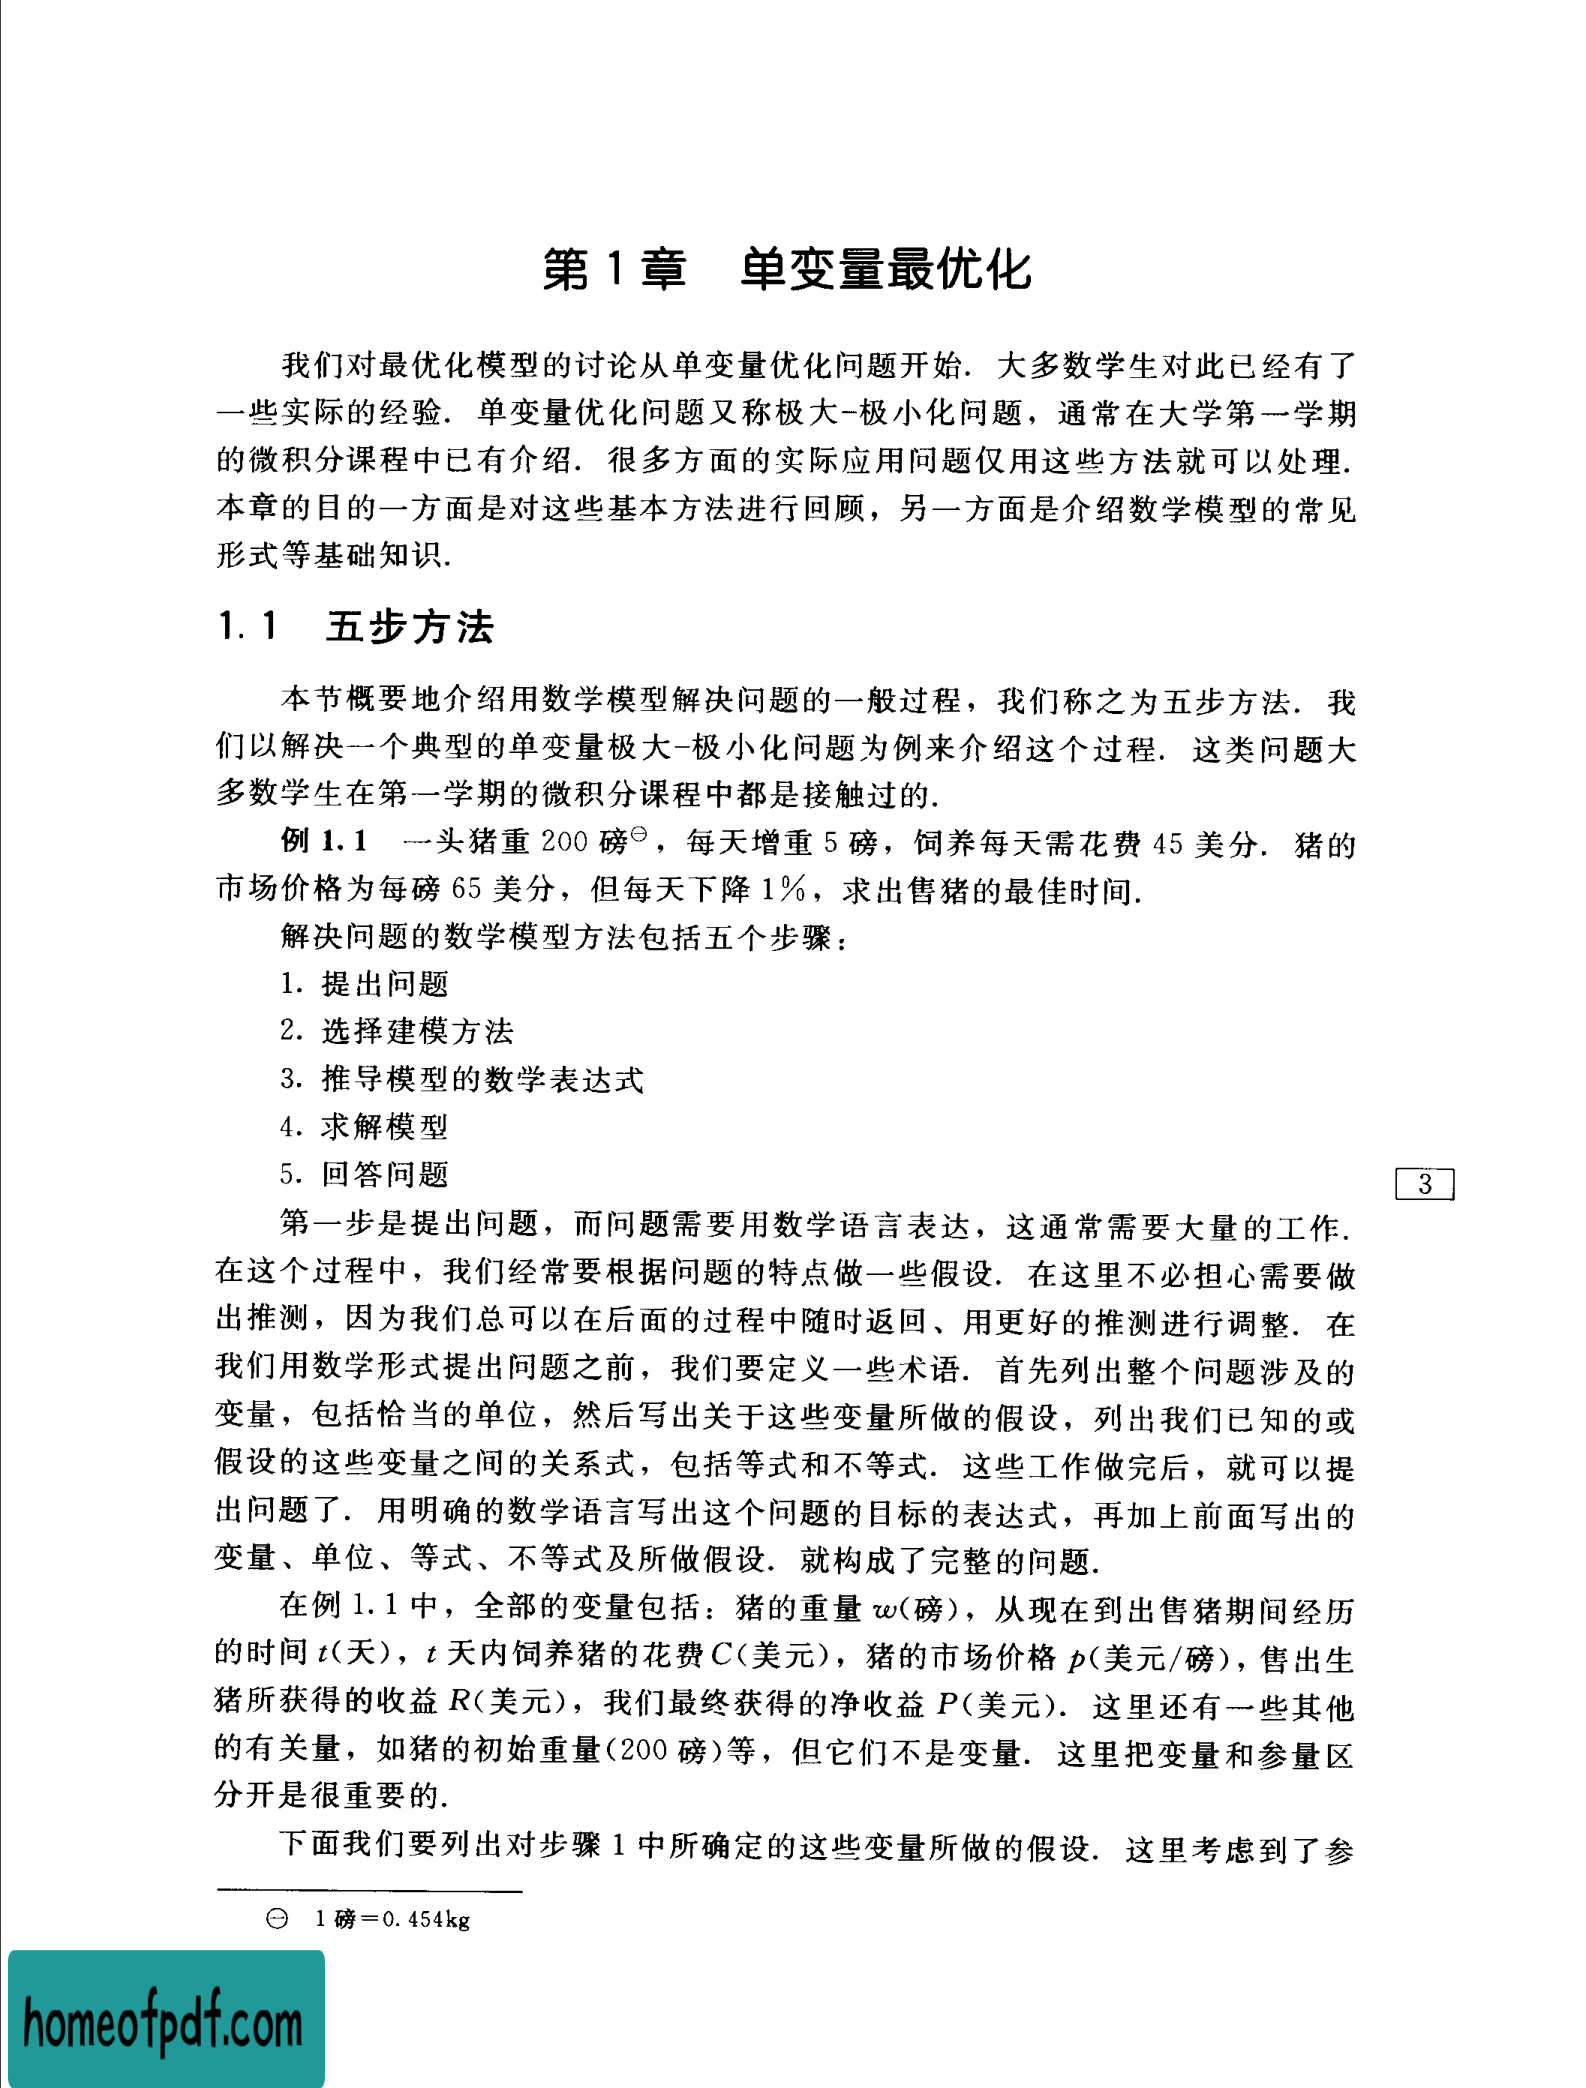 第 1 章 单变量最优化
我们对最优化模型的讨论从单变量优化问题开始. 大多数学生对此已经有了
一些实际的经验. 单变量优化问题又称极大-极小化问题，通常在大学第一学期
的微积分课程中已有介绍. 很多方面的实际应用问题仅用这些方法就可以处理.
本章的目的一方面是对这些基本方法进行回顾，另一方面是介绍数学模型的常见
形式等基础知识.
1.1 五步方法
本节概要地介绍用数学模型解决问题的一般过程，我们称之为五步方法. 我
们以解决一个典型的单变量极大-极小化问题为例来介绍这个过程. 这类问题大
多数学生在第一学期的微积分课程中都是接触过的.
例 1.1 一头猪重 200 磅㊀，每天增重 5 磅，饲养每天需花费 45 美分. 猪的
市场价格为每磅 65 美分，但每天下降 1%，求出售猪的最佳时间.
解决问题的数学模型方法包括五个步骤：
1. 提出问题
2. 选择建模方法
3. 推导模型的数学表达式
4. 求解模型
5. 回答问题
3
第一步是提出问题，而问题需要用数学语言表达，这通常需要大量的工作.
在这个过程中，我们经常要根据问题的特点做一些假设. 在这里不必担心需要做
出推测，因为我们总可以在后面的过程中随时返回、用更好的推测进行调整. 在
我们用数学形式提出问题之前，我们要定义一些术语. 首先列出整个问题涉及的
变量，包括恰当的单位，然后写出关于这些变量所做的假设，列出我们已知的或
假设的这些变量之间的关系式，包括等式和不等式. 这些工作做完后，就可以提
出问题了. 用明确的数学语言写出这个问题的目标的表达式，再加上前面写出的
变量、单位、等式、不等式及所做假设. 就构成了完整的问题.
在例 1.1 中，全部的变量包括：猪的重量 w(磅)，从现在到出售猪期间经历
的时间 t(天)，t 天内饲养猪的花费 C(美元)，猪的市场价格 p(美元/磅)，售出生
猪所获得的收益 R(美元)，我们最终获得的净收益 P(美元). 这里还有一些其他
的有关量，如猪的初始重量(200 磅)等，但它们不是变量. 这里把变量和参量区
分开是很重要的.
下面我们要列出对步骤 1 中所确定的这些变量所做的假设. 这里考虑到了参
㊀ 1 磅=0.454kg
homeofpdf.com